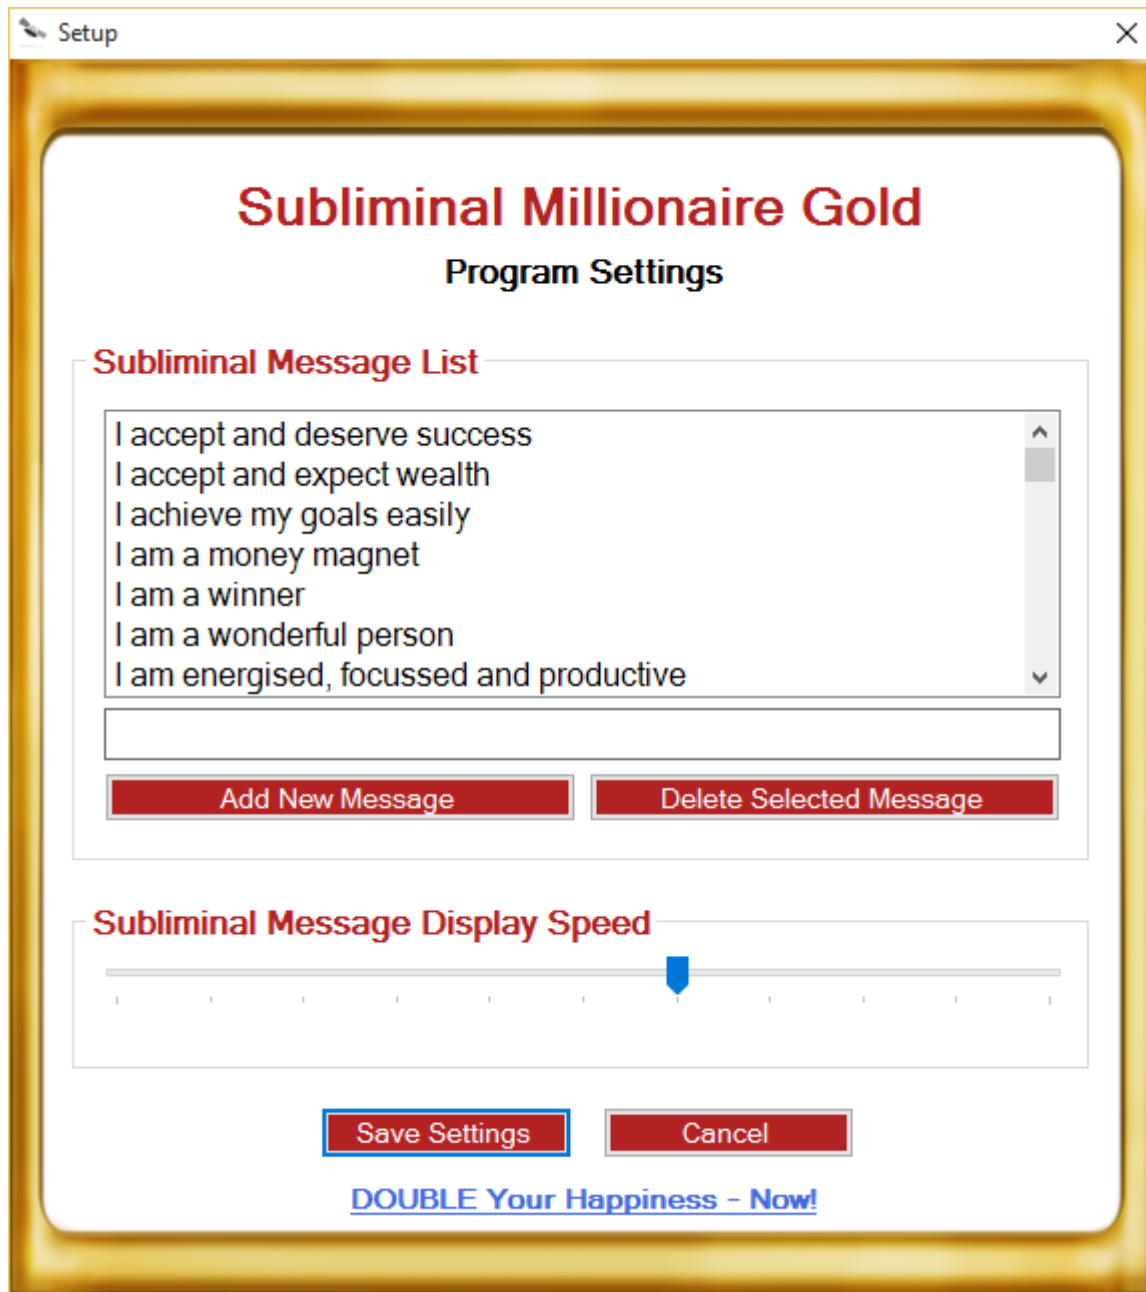 Setup
Subliminal Millionaire Gold
Program Settings
Subliminal Message List
I accept and deserve success
I accept and expect wealth
I achieve my goals easily
I am a money magnet
I am a winner
I am a wonderful person
I am energised, focussed and productive
Add New Message Delete Selected Message
Subliminal Message Display Speed
Save Settings Cancel
DOUBLE Your Happiness - Now!